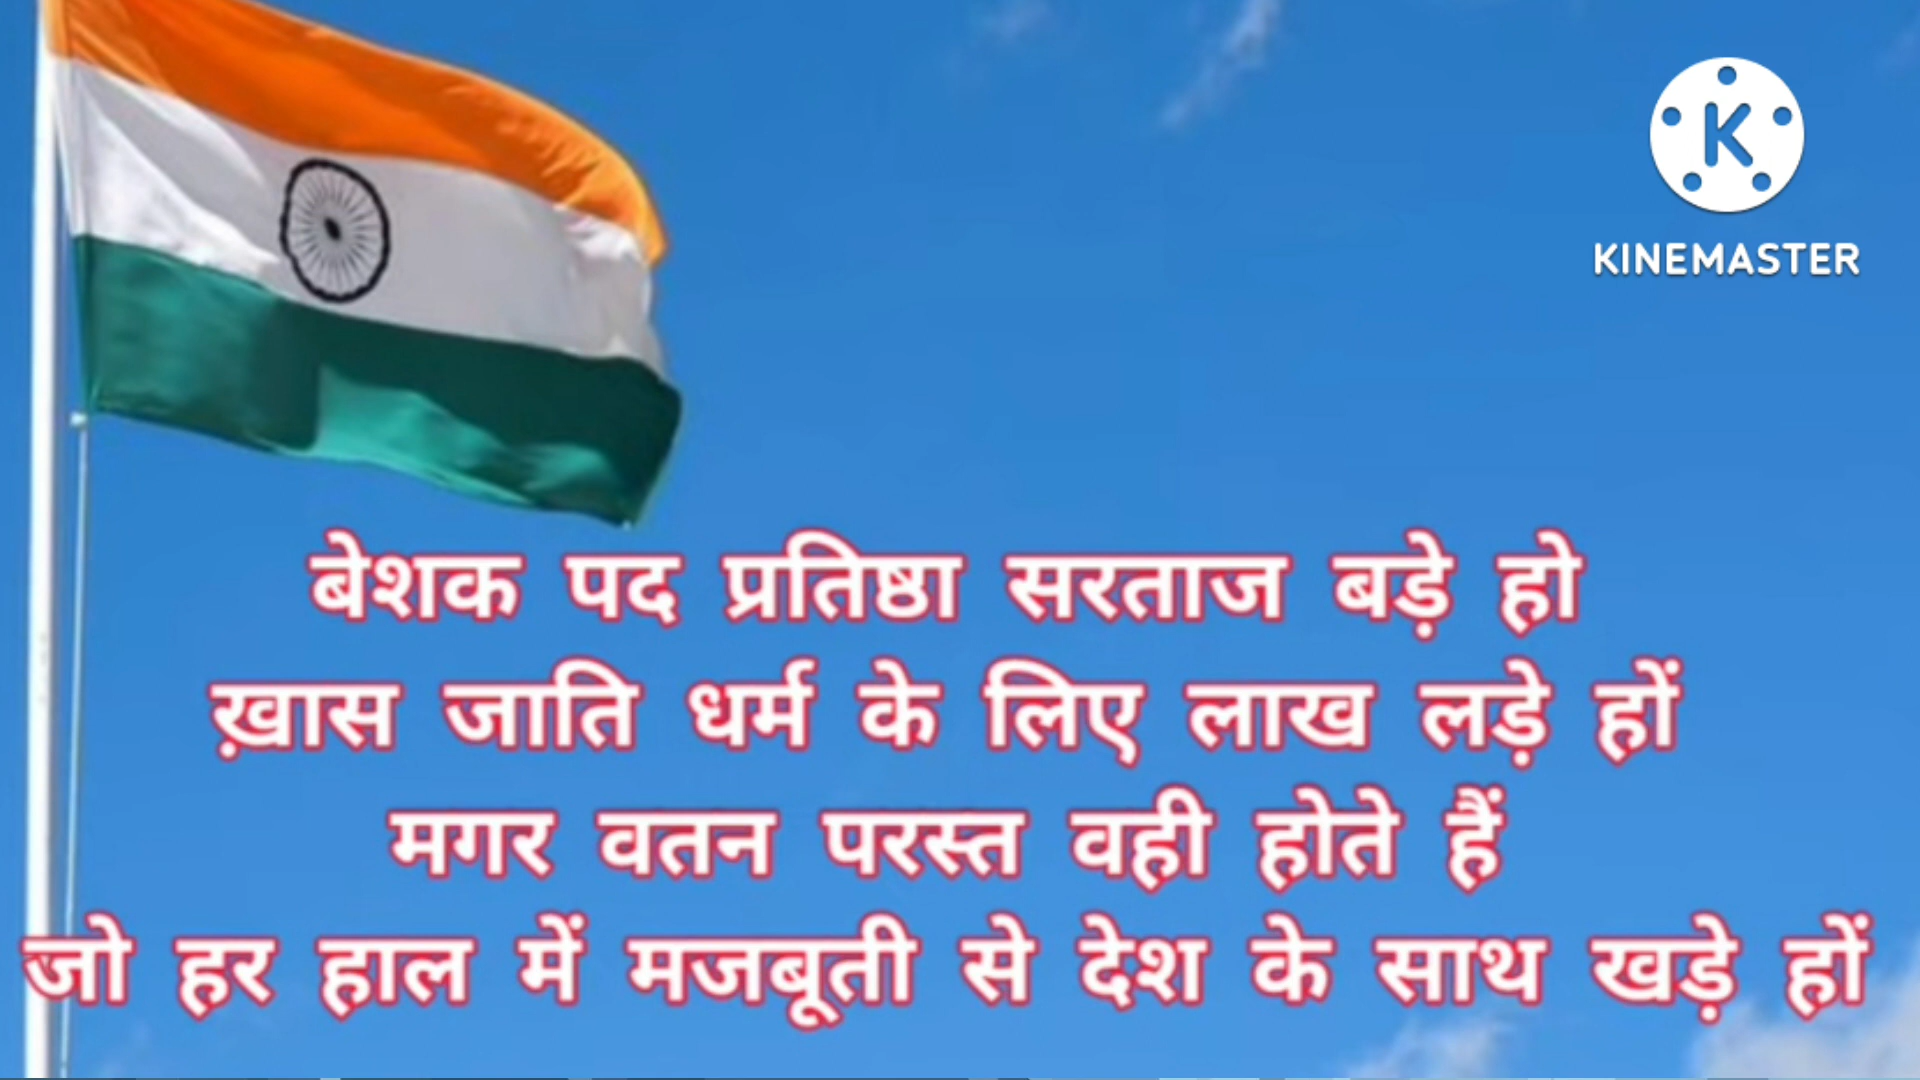 KINEMASTER
बेशक पद प्रतिष्ठा सरताज बड़े हो
ख़ास जाति धर्म के लिए लाख लड़े हों
मगर वतन परस्त वही होते हैं
जो हर हाल में मजबूती से देश के साथ खड़े हों